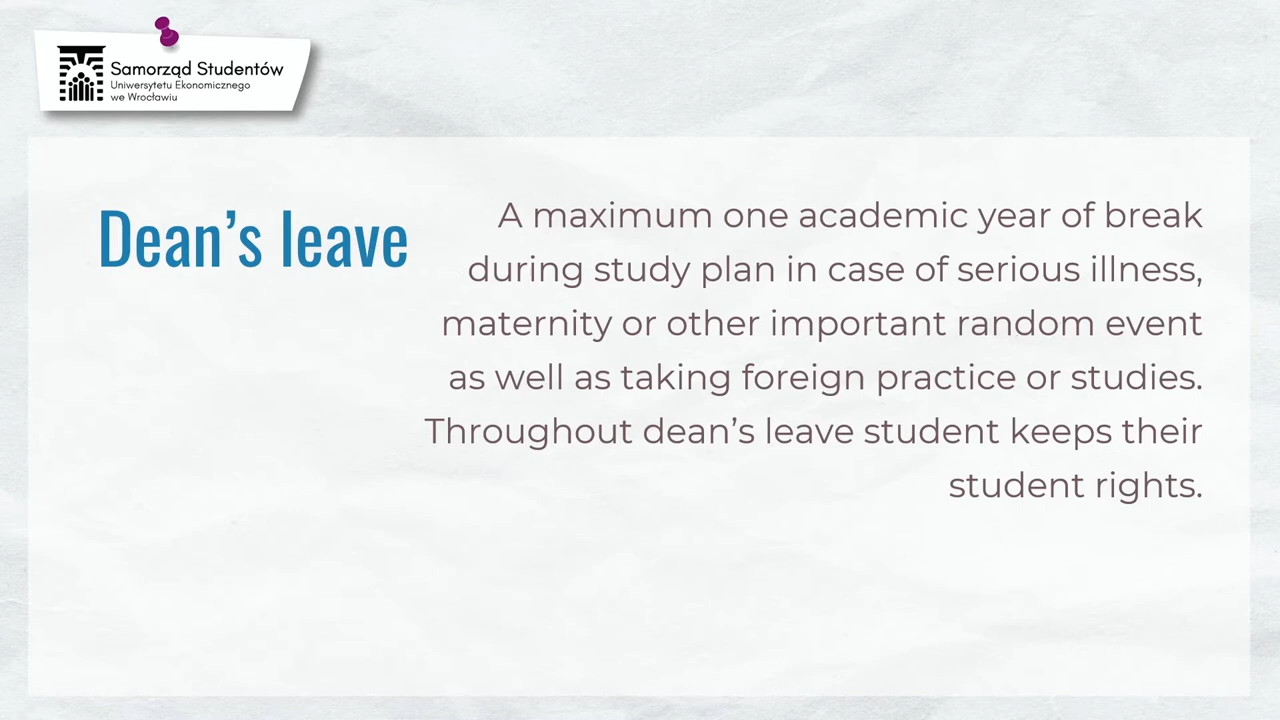 Samorząd Studentów
Uniwersytetu Ekonomicznego
we Wrocławiu
Dean’s leave
A maximum one academic year of break
during study plan in case of serious illness,
maternity or other important random event
as well as taking foreign practice or studies.
Throughout dean’s leave student keeps their
student rights.